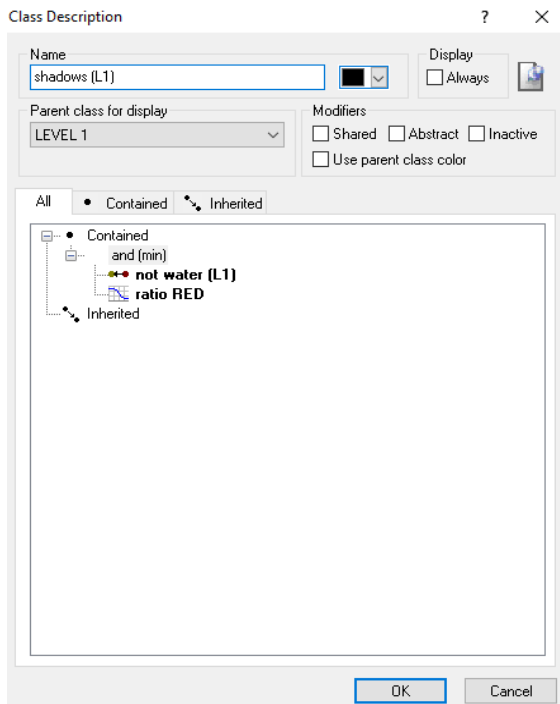 Class Description ?
Name
shadows (L1)
Display
Always
Parent class for display
LEVEL 1
Modifiers
Shared Abstract Inactive
Use parent class color
All Contained Inherited
Contained
and (min)
not water (L1)
ratio RED
Inherited
OK Cancel